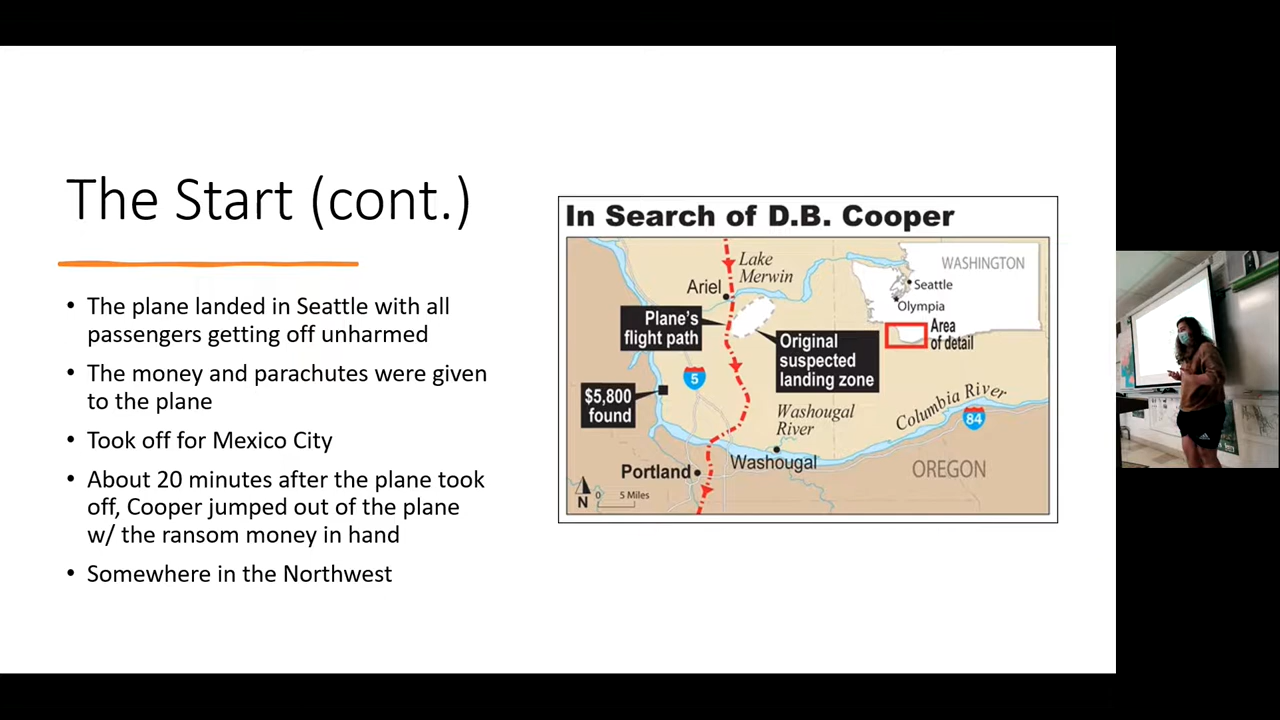 The Start (cont.)
• The plane landed in Seattle with all
passengers getting off unharmed
• The money and parachutes were given
to the plane
• Took off for Mexico City
• About 20 minutes after the plane took
off, Cooper jumped out of the plane
w/ the ransom money in hand
• Somewhere in the Northwest
In Search of D.B. Cooper
Lake
Merwin
Ariel
Plane's
flight path
Original
suspected
landing zone
$5,800
found
5
Washougal
River
Columbia River
84
Portland
Washougal
OREGON
N
0 5 Miles
WASHINGTON
Seattle
Olympia
Area
of detail